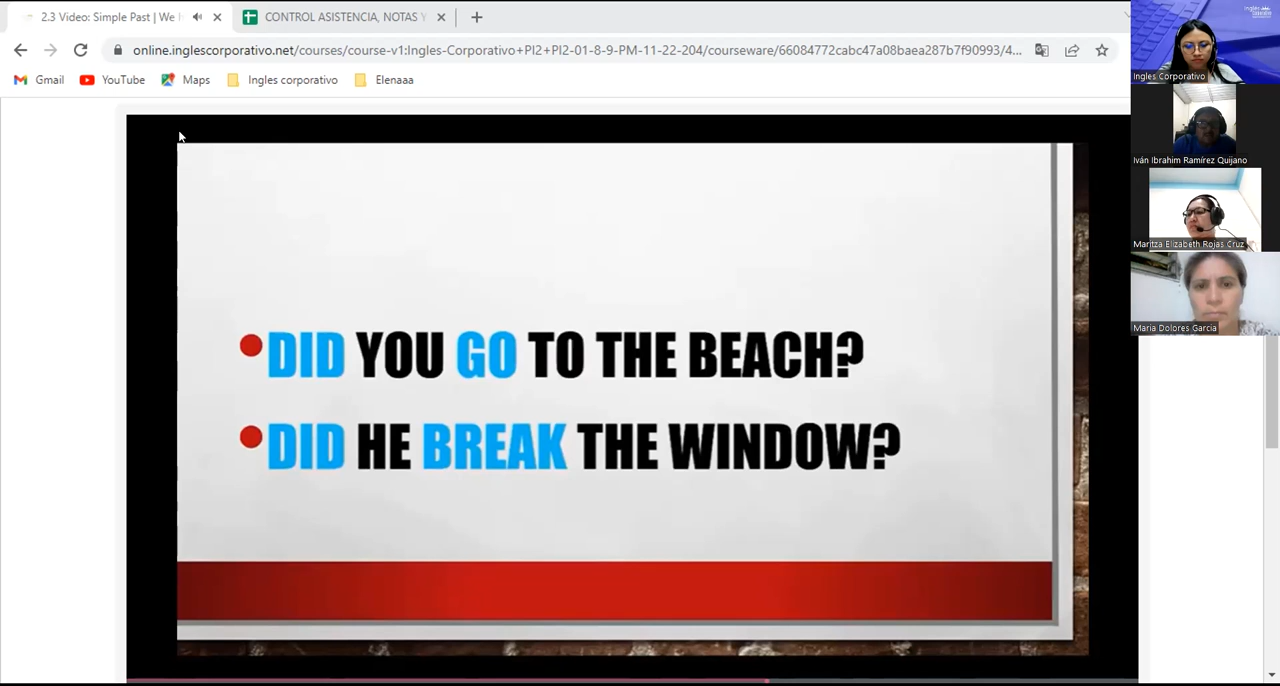 2.3 Video: Simple Past | We
CONTROL ASISTENCIA, NOTAS Y
online.inglescorporativo.net/courses/course-v1:Ingles-Corporativo+PI2+PI2-01-8-9-PM-11-22-204/courseware/66084772cabc47a08baea287b7f90993/4...
Gmail
YouTube
Maps
Ingles corporativo
Elenaaa
Ingles Corporativo
Iván Ibrahim Ramírez Quijano
Maritza Elizabeth Rojas Cruz
Maria Dolores Garcia
•DID YOU GO TO THE BEACH?
•DID HE BREAK THE WINDOW?